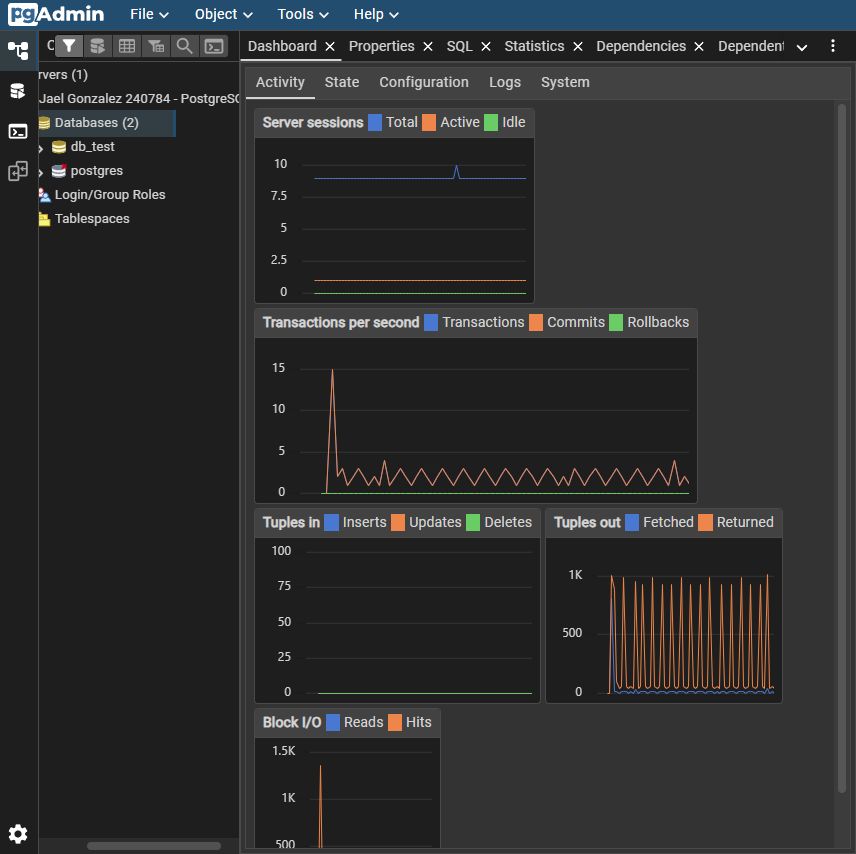 pgAdmin File Object Tools Help
Dashboard Properties SQL Statistics Dependencies Dependent
rvers (1)
Jael Gonzalez 240784 - PostgreSQ
Databases (2)
db_test
postgres
Login/Group Roles
Tablespaces
Activity State Configuration Logs System
Server sessions Total Active Idle
10
7.5
5
2.5
0
Transactions per second Transactions Commits Rollbacks
15
10
5
0
Tuples in Inserts Updates Deletes
100
75
50
25
0
Tuples out Fetched Returned
1K
500
0
Block I/O Reads Hits
1.5K
1K
500